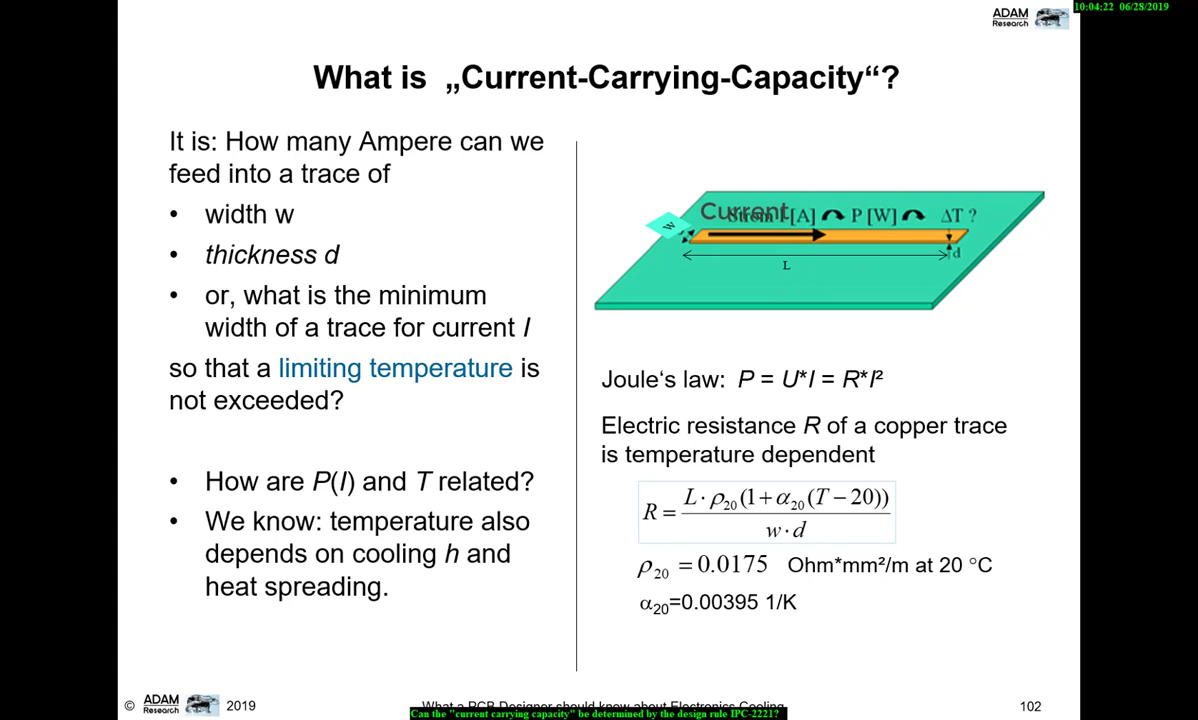 ADAM
Research
10:04:22 06/28/2019
What is „Current-Carrying-Capacity“?
It is: How many Ampere can we
feed into a trace of
• width w
• thickness d
• or, what is the minimum
width of a trace for current I
so that a limiting temperature is
not exceeded?
• How are P(I) and T related?
• We know: temperature also
depends on cooling h and
heat spreading.
Current [A] P [W] ΔT ?
w
d
L
Joule‘s law: P = U*I = R*I²
Electric resistance R of a copper trace
is temperature dependent
R = L · ρ20 (1 + α20 (T − 20)) / w · d
ρ20 = 0.0175 Ohm*mm²/m at 20 °C
α20=0.00395 1/K
© ADAM
Research
2019
What a PCB Designer should know about Electronics Cooling
102
Can the "current carrying capacity" be determined by the design rule IPC-2221?